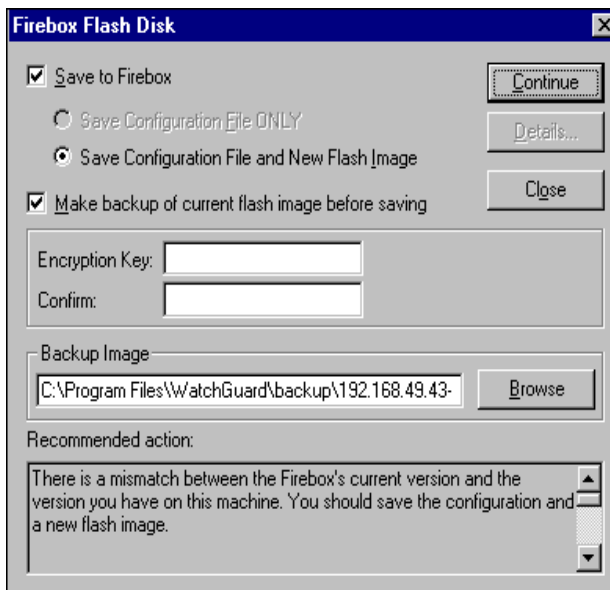 Firebox Flash Disk
Save to Firebox
Continue
Save Configuration File ONLY
Details...
Save Configuration File and New Flash Image
Close
Make backup of current flash image before saving
Encryption Key:
Confirm:
Backup Image
C:\Program Files\WatchGuard\backup\192.168.49.43-
Browse
Recommended action:
There is a mismatch between the Firebox's current version and the
version you have on this machine. You should save the configuration and
a new flash image.